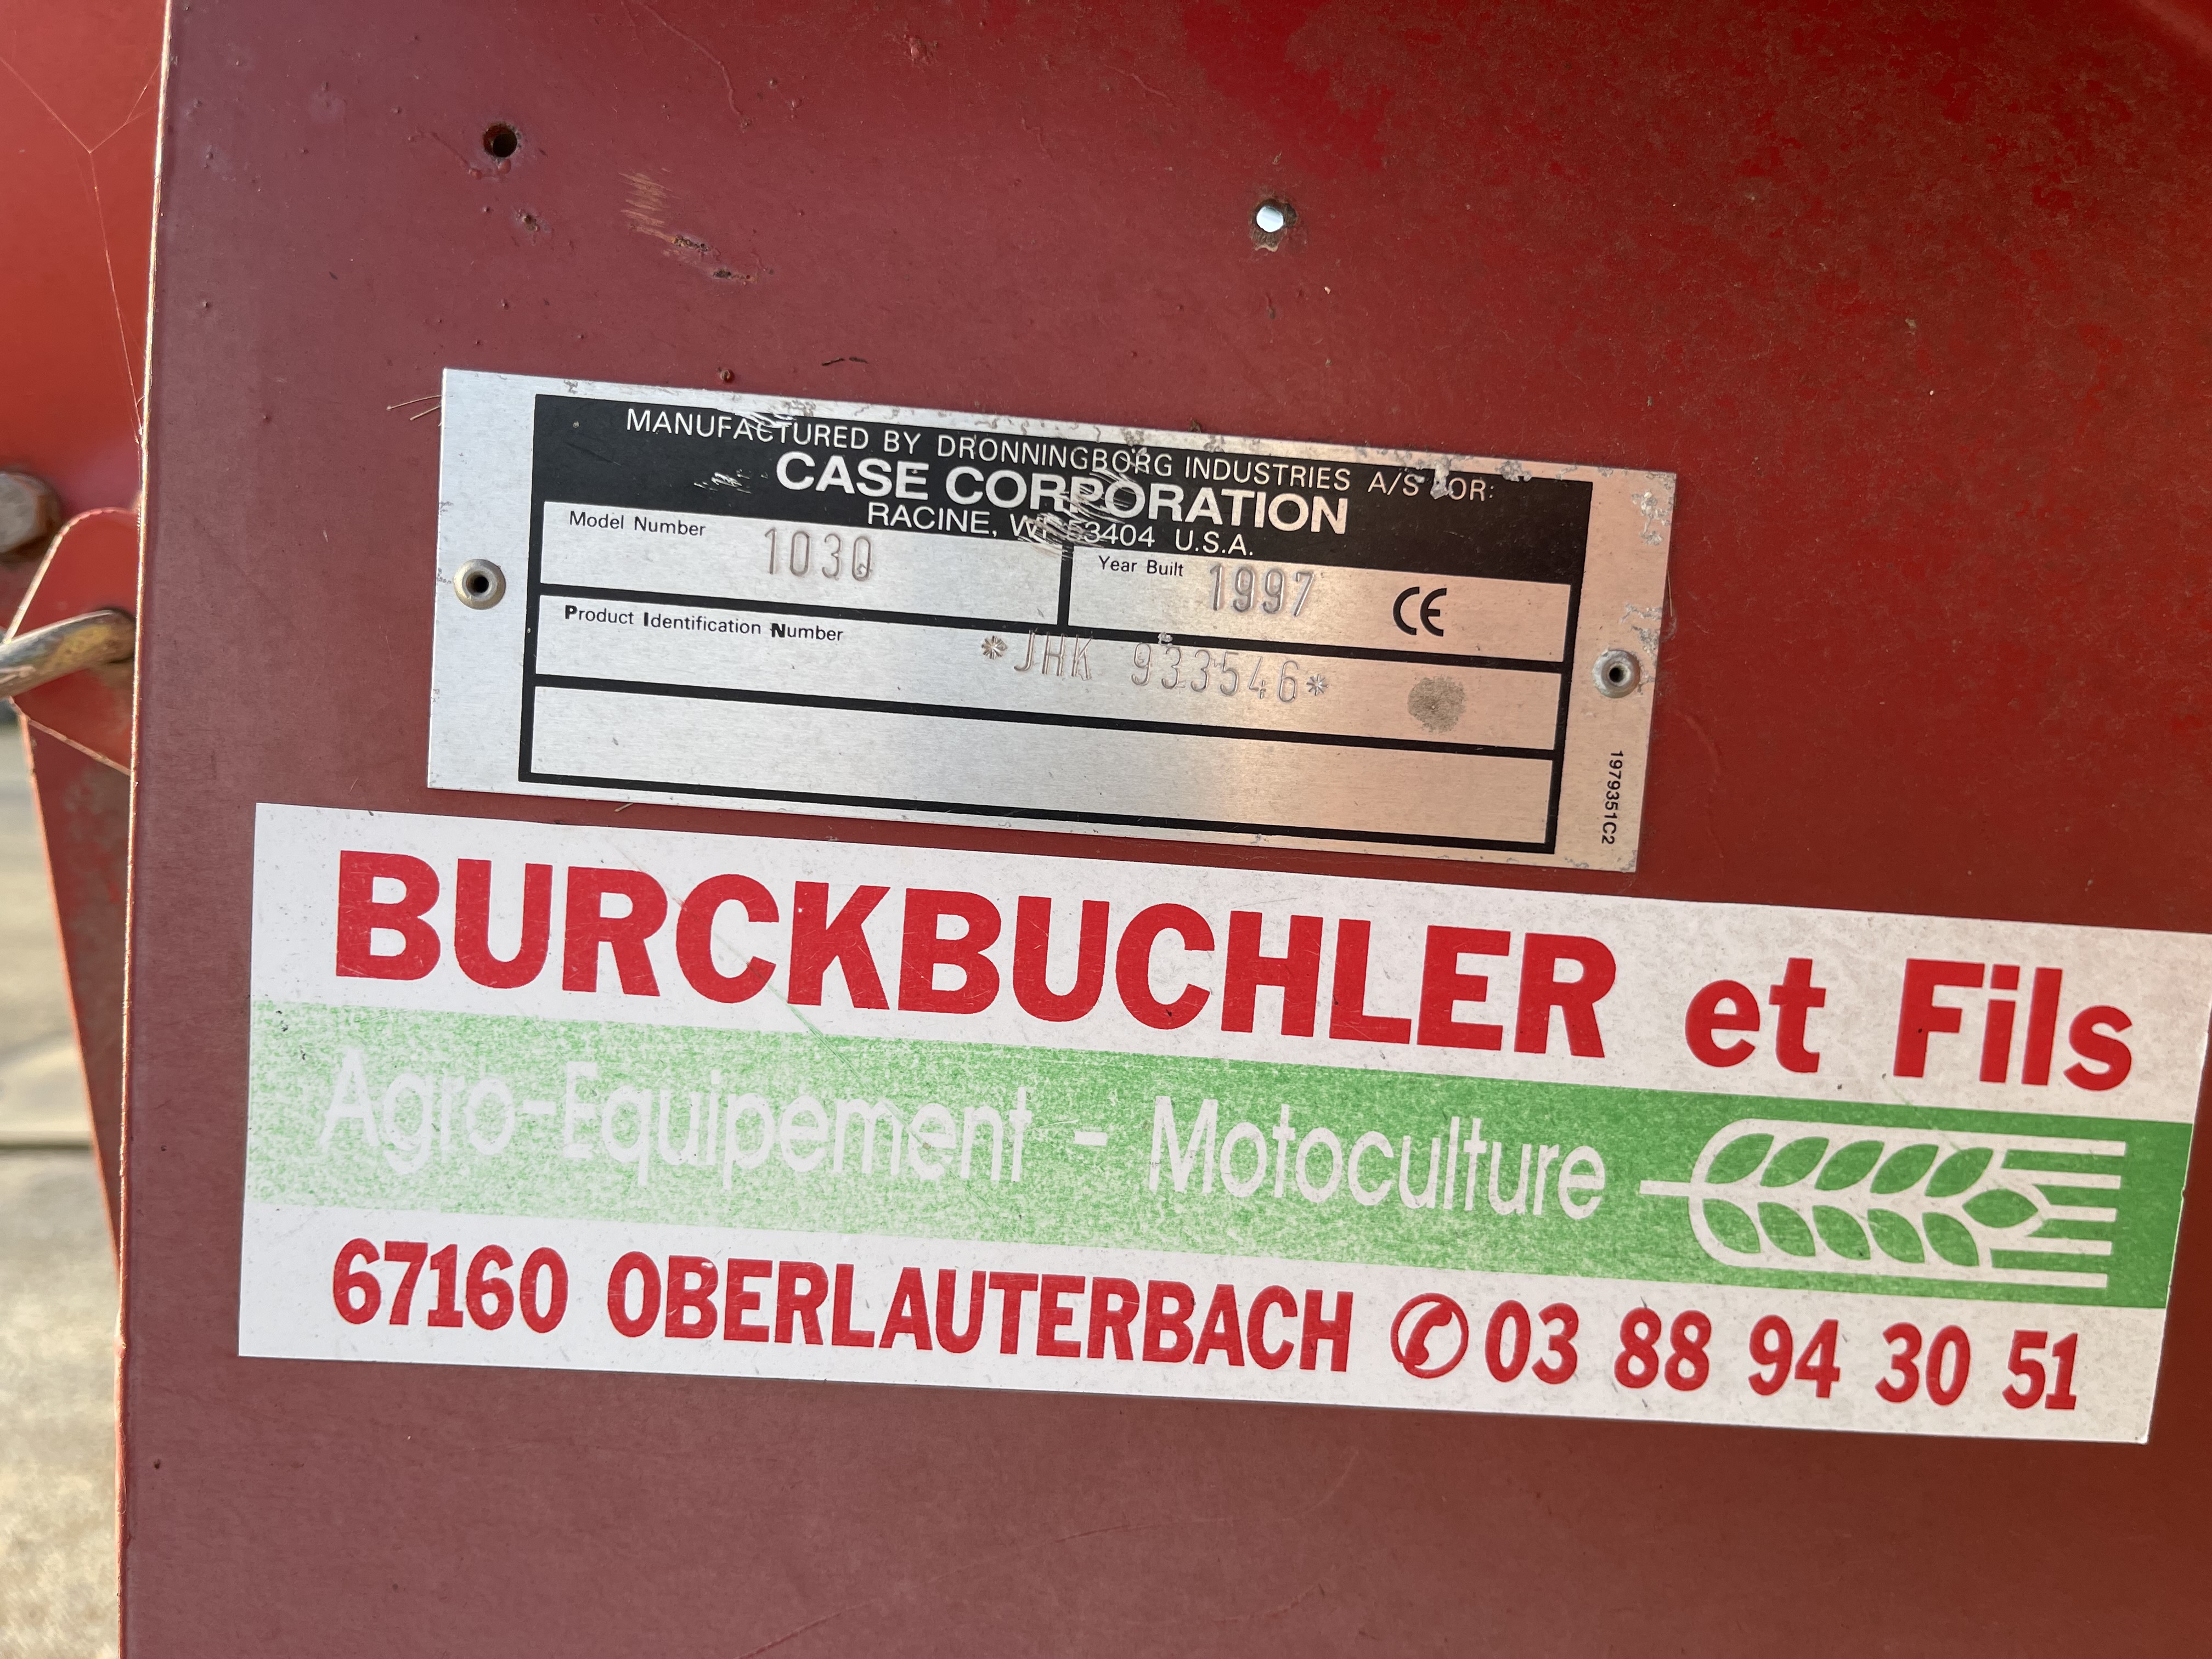 MANUFACTURED BY DRONNINGBORG INDUSTRIES A/S FOR:
CASE CORPORATION
RACINE, WI 53404 U.S.A.
Model Number 1030
Year Built 1997 CE
Product Identification Number *JHK 933546*
1979351C2
BURCKBUCHLER et Fils
Agro-Equipement - Motoculture
67160 OBERLAUTERBACH ✆ 03 88 94 30 51